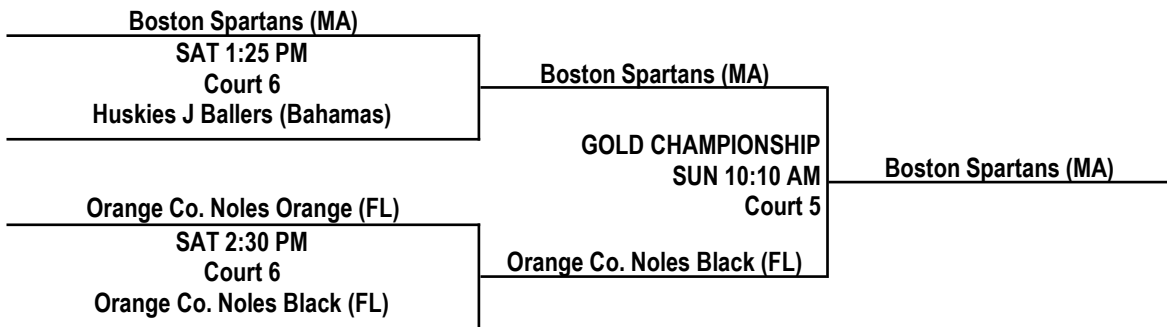 Boston Spartans (MA)
SAT 1:25 PM
Court 6
Huskies J Ballers (Bahamas)
Boston Spartans (MA)
GOLD CHAMPIONSHIP
SUN 10:10 AM
Court 5
Boston Spartans (MA)
Orange Co. Noles Orange (FL)
SAT 2:30 PM
Court 6
Orange Co. Noles Black (FL)
Orange Co. Noles Black (FL)